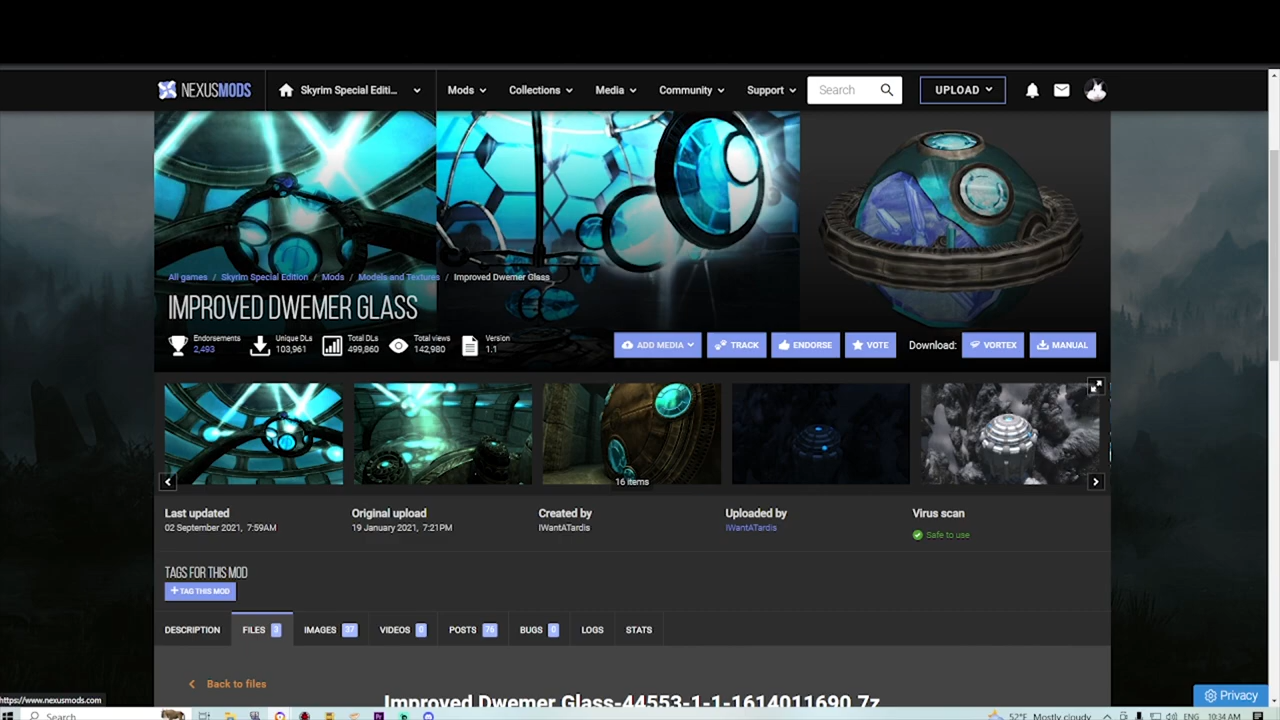 NEXUSMODS Skyrim Special Editi... Mods Collections Media Community Support Search UPLOAD
All games / Skyrim Special Edition / Mods / Models and Textures / Improved Dwemer Glass
IMPROVED DWEMER GLASS
Endorsements Unique DLs Total DLs Total views Version
2,493 103,961 499,860 142,980 1.1
ADD MEDIA TRACK ENDORSE VOTE Download: VORTEX MANUAL
16 items
Last updated Original upload Created by Uploaded by Virus scan
02 September 2021, 7:59AM 19 January 2021, 7:21PM IWantATardis IWantATardis Safe to use
TAGS FOR THIS MOD
+ TAG THIS MOD
DESCRIPTION FILES 3 IMAGES 37 VIDEOS 0 POSTS 76 BUGS 0 LOGS STATS
Back to files
Improved Dwemer Glass-44553-1-1-1614011690.7z
Privacy
https://www.nexusmods.com
Search 52°F Mostly cloudy ENG 10:34 AM